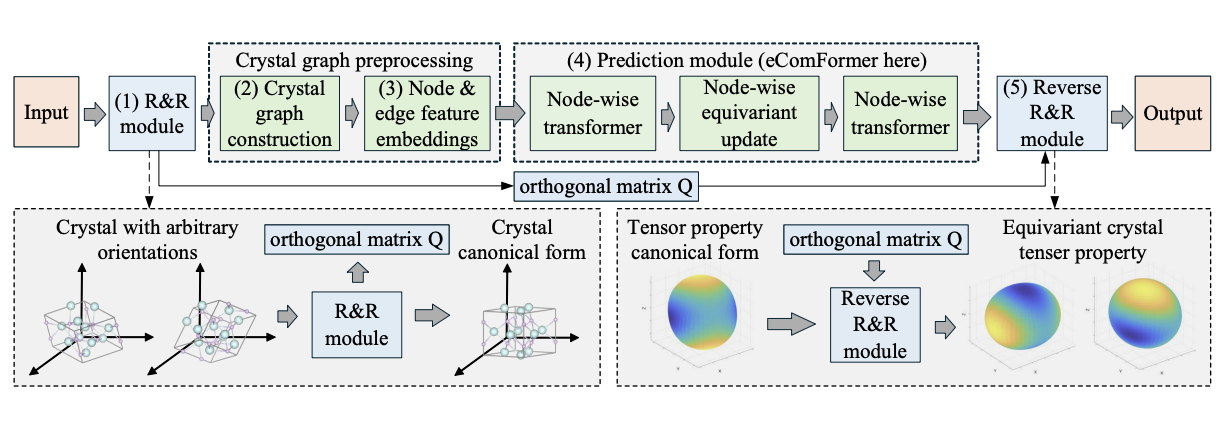 Crystal graph preprocessing
(4) Prediction module (eComFormer here)
Input
(1) R&R
module
(2) Crystal
graph
construction
(3) Node &
edge feature
embeddings
Node-wise
transformer
Node-wise
equivariant
update
Node-wise
transformer
(5) Reverse
R&R
module
Output
orthogonal matrix Q
Crystal with arbitrary
orientations
orthogonal matrix Q
Crystal
canonical form
R&R
module
Tensor property
canonical form
orthogonal matrix Q
Equivariant crystal
tenser property
Reverse
R&R
module